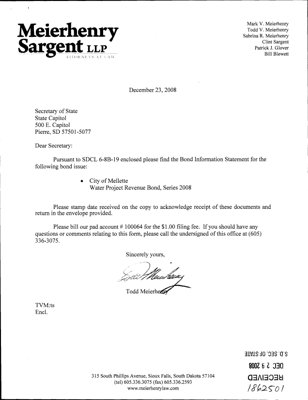 Meierhenry
Sargent LLP
ATTORNEYS AT LAW
Mark V. Meierhenry
Todd V. Meierhenry
Sabrina R. Meierhenry
Clint Sargent
Patrick J. Glover
Bill Blewett
December 23, 2008
Secretary of State
State Capitol
500 E. Capitol
Pierre, SD 57501-5077
Dear Secretary:
Pursuant to SDCL 6-8B-19 enclosed please find the Bond Information Statement for the
following bond issue:
• City of Mellette
Water Project Revenue Bond, Series 2008
Please stamp date received on the copy to acknowledge receipt of these documents and
return in the envelope provided.
Please bill our pad account # 100064 for the $1.00 filing fee. If you should have any
questions or comments relating to this form, please call the undersigned of this office at (605)
336-3075.
Sincerely yours,
Todd Meierhenry
TVM:ts
Encl.
315 South Phillips Avenue, Sioux Falls, South Dakota 57104
(tel) 605.336.3075 (fax) 605.336.2593
www.meierhenrylaw.com
S.D. SEC. OF STATE
DEC 29 2008
RECEIVED
1862501